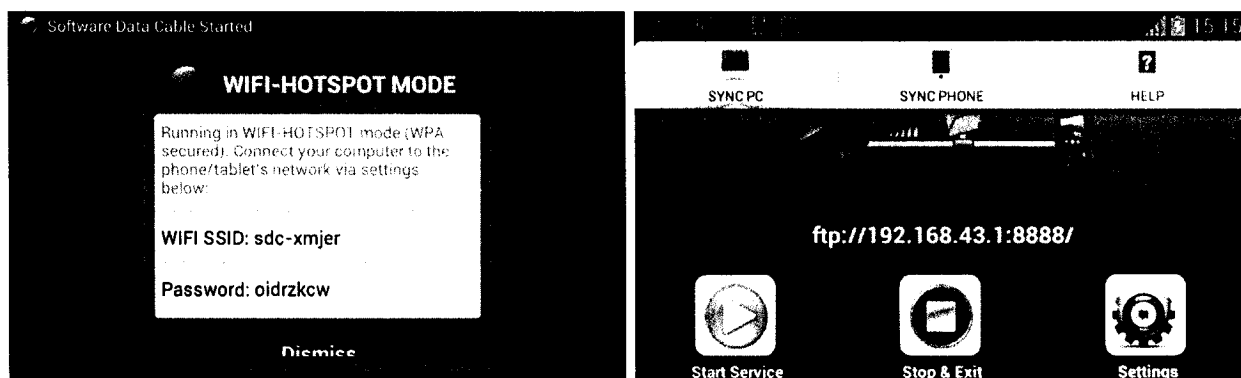 Software Data Cable Started
WIFI-HOTSPOT MODE
Running in WIFI-HOTSPOT mode (WPA
secured). Connect your computer to the
phone/tablet's network via settings
below:
WIFI SSID: sdc-xmjer
Password: oidrzkcw
Dismiss
15:15
SYNC PC
SYNC PHONE
?
HELP
ftp://192.168.43.1:8888/
Start Service
Stop & Exit
Settings